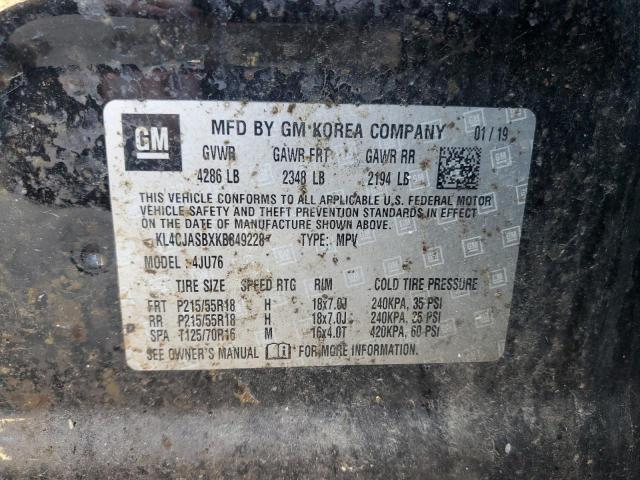 GM MFD BY GM KOREA COMPANY 01/19
GVWR GAWR FRT GAWR RR
4286 LB 2348 LB 2194 LB
THIS VEHICLE CONFORMS TO ALL APPLICABLE U.S. FEDERAL MOTOR
VEHICLE SAFETY AND THEFT PREVENTION STANDARDS IN EFFECT
ON THE DATE OF MANUFACTURE SHOWN ABOVE.
KL4CJASBXKB849228 TYPE: MPV
MODEL: 4JU76
TIRE SIZE SPEED RTG RIM COLD TIRE PRESSURE
FRT P215/55R18 H 18x7.0J 240KPA, 35 PSI
RR P215/55R18 H 18x7.0J 240KPA, 35 PSI
SPA T125/70R16 M 16x4.0T 420KPA, 60 PSI
SEE OWNER'S MANUAL FOR MORE INFORMATION.